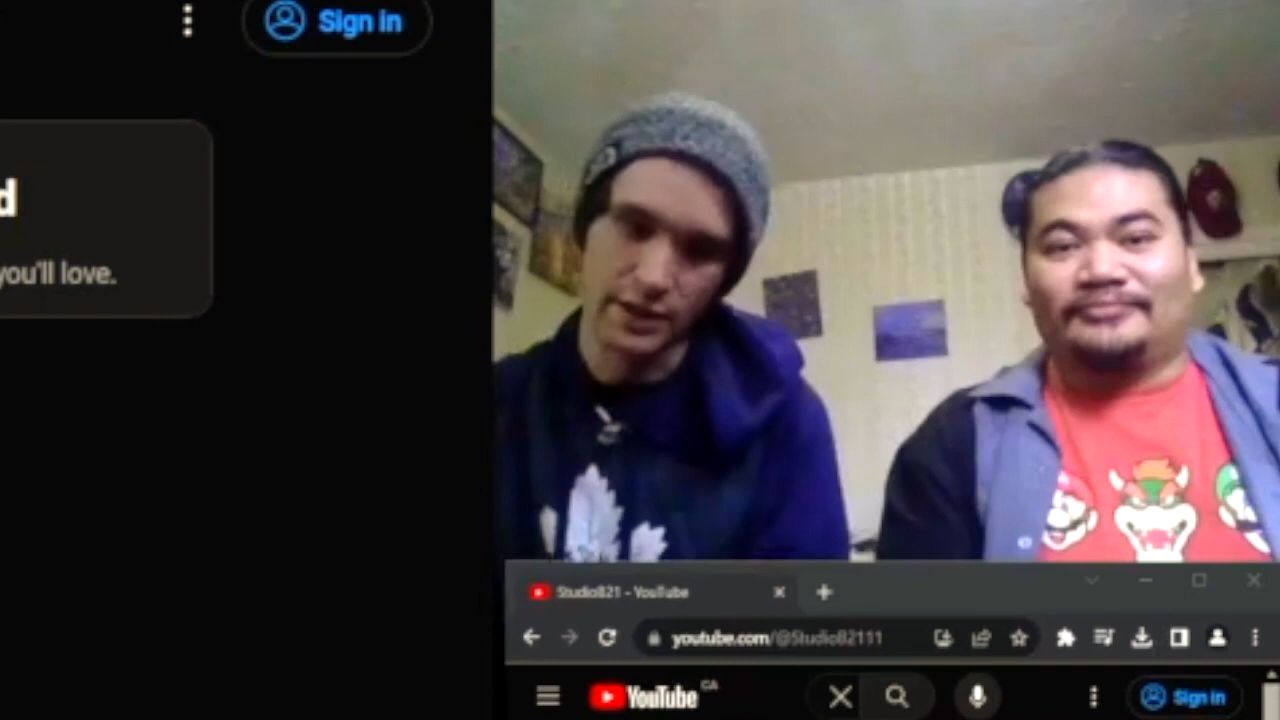 Sign in
d
you'll love.
Studio821 - YouTube
youtube.com/@Studio82111
YouTube CA
Sign in